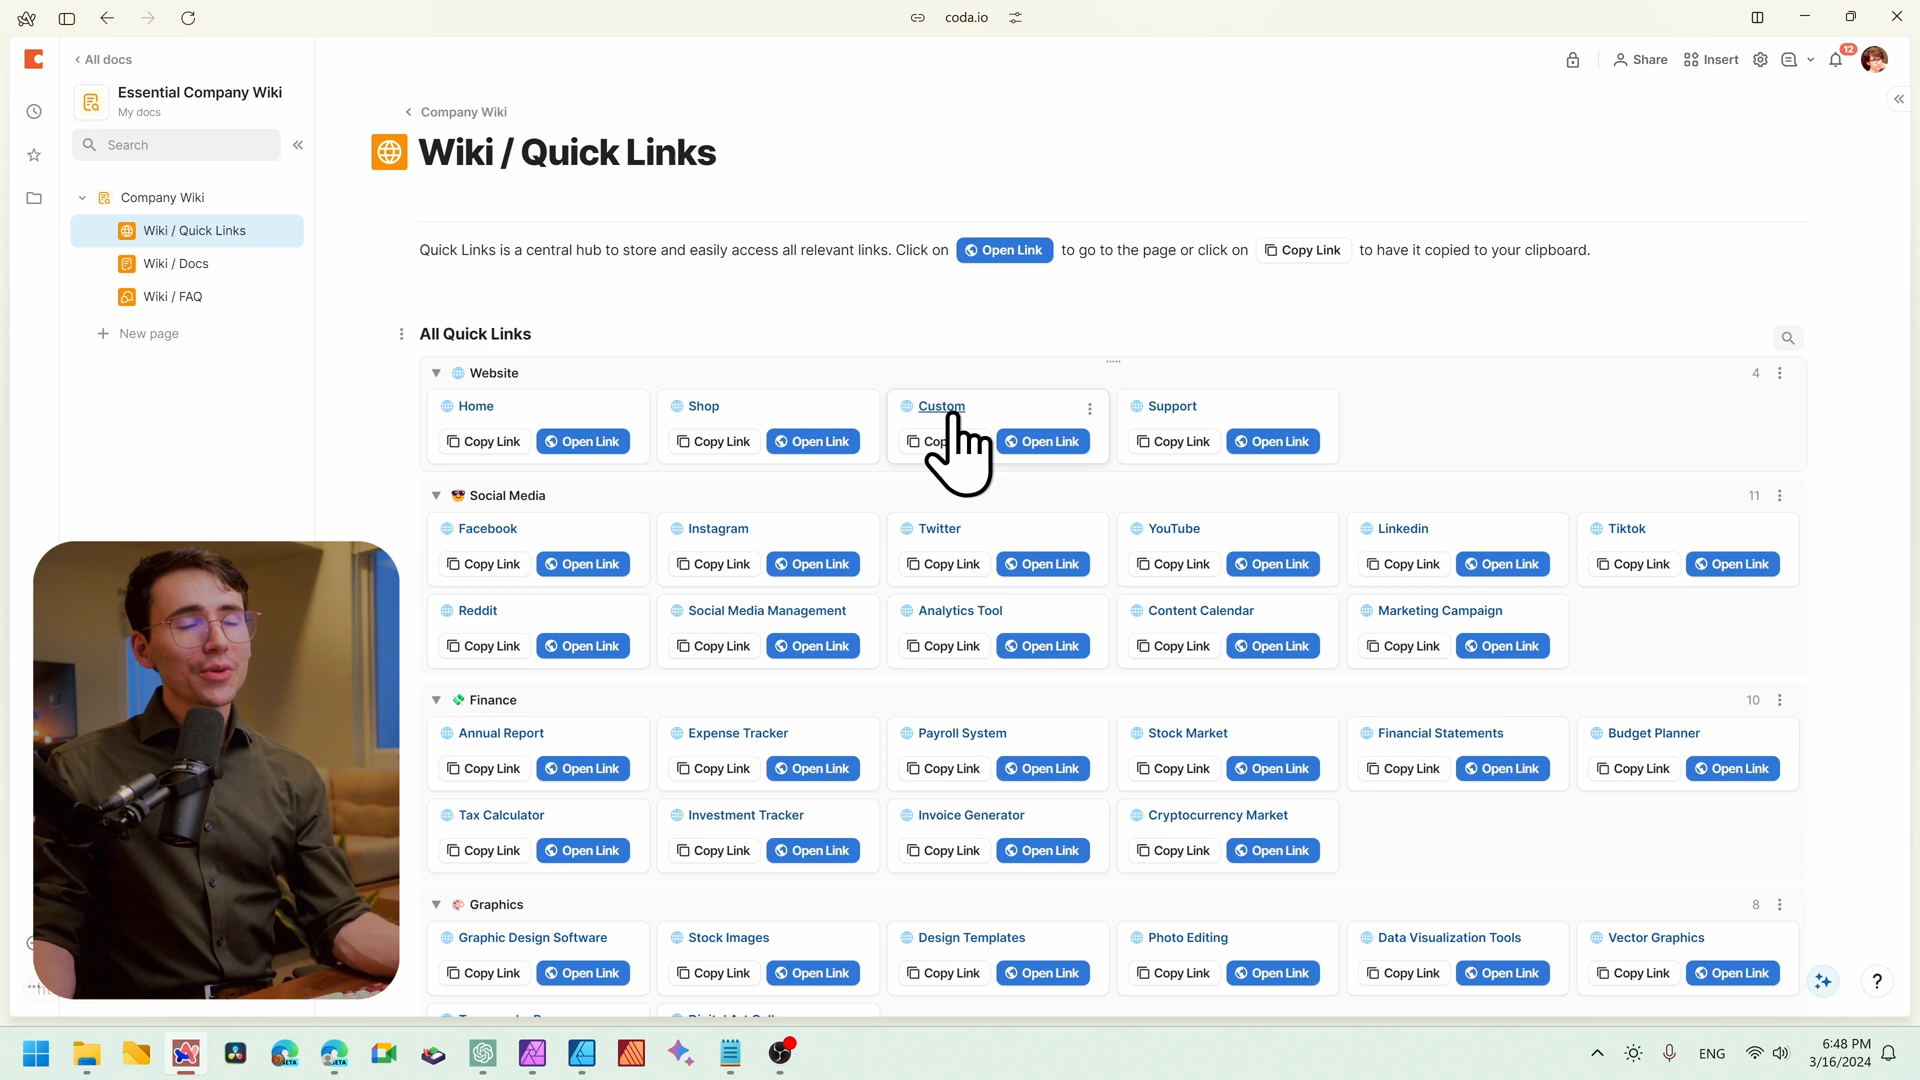 coda.io
All docs
Share
Insert
12
Essential Company Wiki
My docs
Search
Company Wiki
Wiki / Quick Links
Wiki / Docs
Wiki / FAQ
New page
Company Wiki
Wiki / Quick Links
Quick Links is a central hub to store and easily access all relevant links. Click on Open Link to go to the page or click on Copy Link to have it copied to your clipboard.
All Quick Links
Website 4
Home Shop Custom Support
Copy Link Open Link Copy Link Open Link Cop Open Link Copy Link Open Link
Social Media 11
Facebook Instagram Twitter YouTube Linkedin Tiktok
Copy Link Open Link Copy Link Open Link Copy Link Open Link Copy Link Open Link Copy Link Open Link Copy Link Open Link
Reddit Social Media Management Analytics Tool Content Calendar Marketing Campaign
Copy Link Open Link Copy Link Open Link Copy Link Open Link Copy Link Open Link Copy Link Open Link
Finance 10
Annual Report Expense Tracker Payroll System Stock Market Financial Statements Budget Planner
Copy Link Open Link Copy Link Open Link Copy Link Open Link Copy Link Open Link Copy Link Open Link Copy Link Open Link
Tax Calculator Investment Tracker Invoice Generator Cryptocurrency Market
Copy Link Open Link Copy Link Open Link Copy Link Open Link Copy Link Open Link
Graphics 8
Graphic Design Software Stock Images Design Templates Photo Editing Data Visualization Tools Vector Graphics
Copy Link Open Link Copy Link Open Link Copy Link Open Link Copy Link Open Link Copy Link Open Link Copy Link Open Link
?
BETA BETA
ENG
6:48 PM
3/16/2024